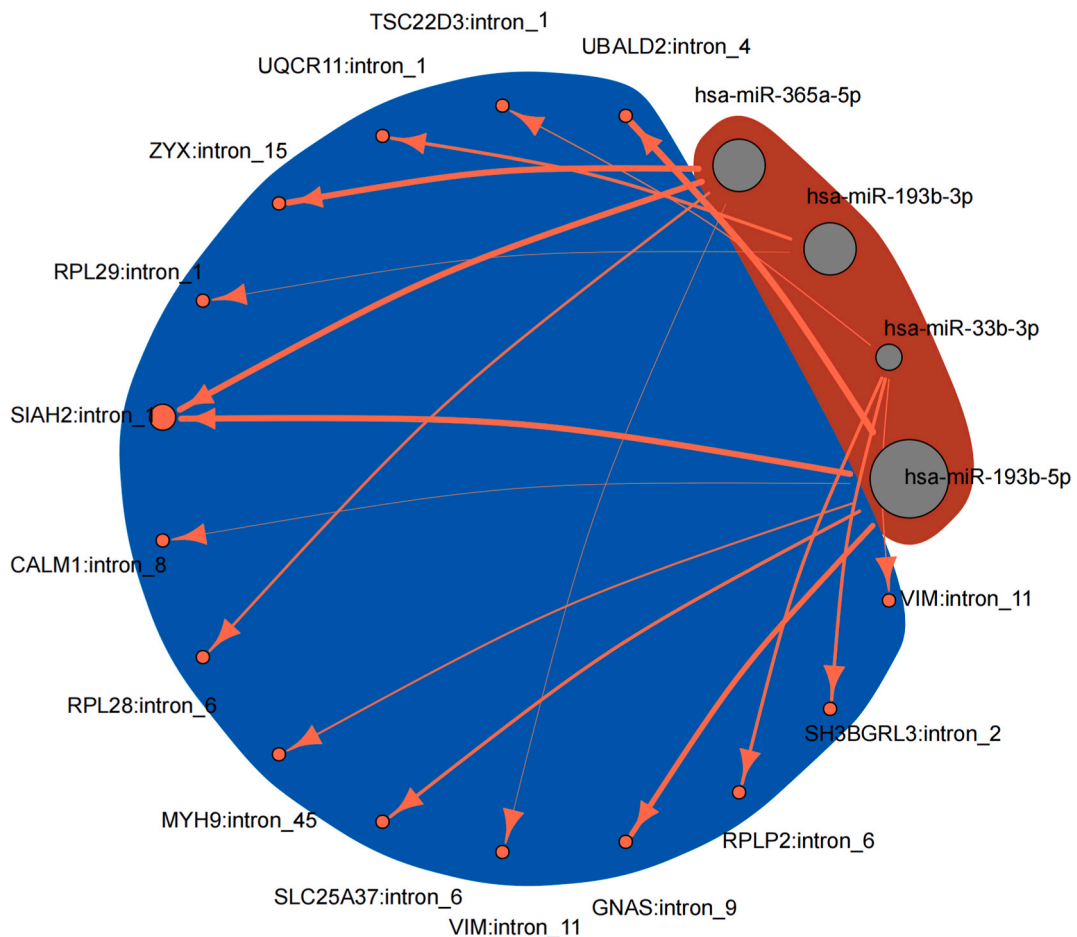 TSC22D3:intron_1
UBALD2:intron_4
UQCR11:intron_1
hsa-miR-365a-5p
ZYX:intron_15
hsa-miR-193b-3p
RPL29:intron_1
hsa-miR-33b-3p
SIAH2:intron_1
hsa-miR-193b-5p
CALM1:intron_8
VIM:intron_11
RPL28:intron_6
SH3BGRL3:intron_2
MYH9:intron_45
RPLP2:intron_6
SLC25A37:intron_6
GNAS:intron_9
VIM:intron_11